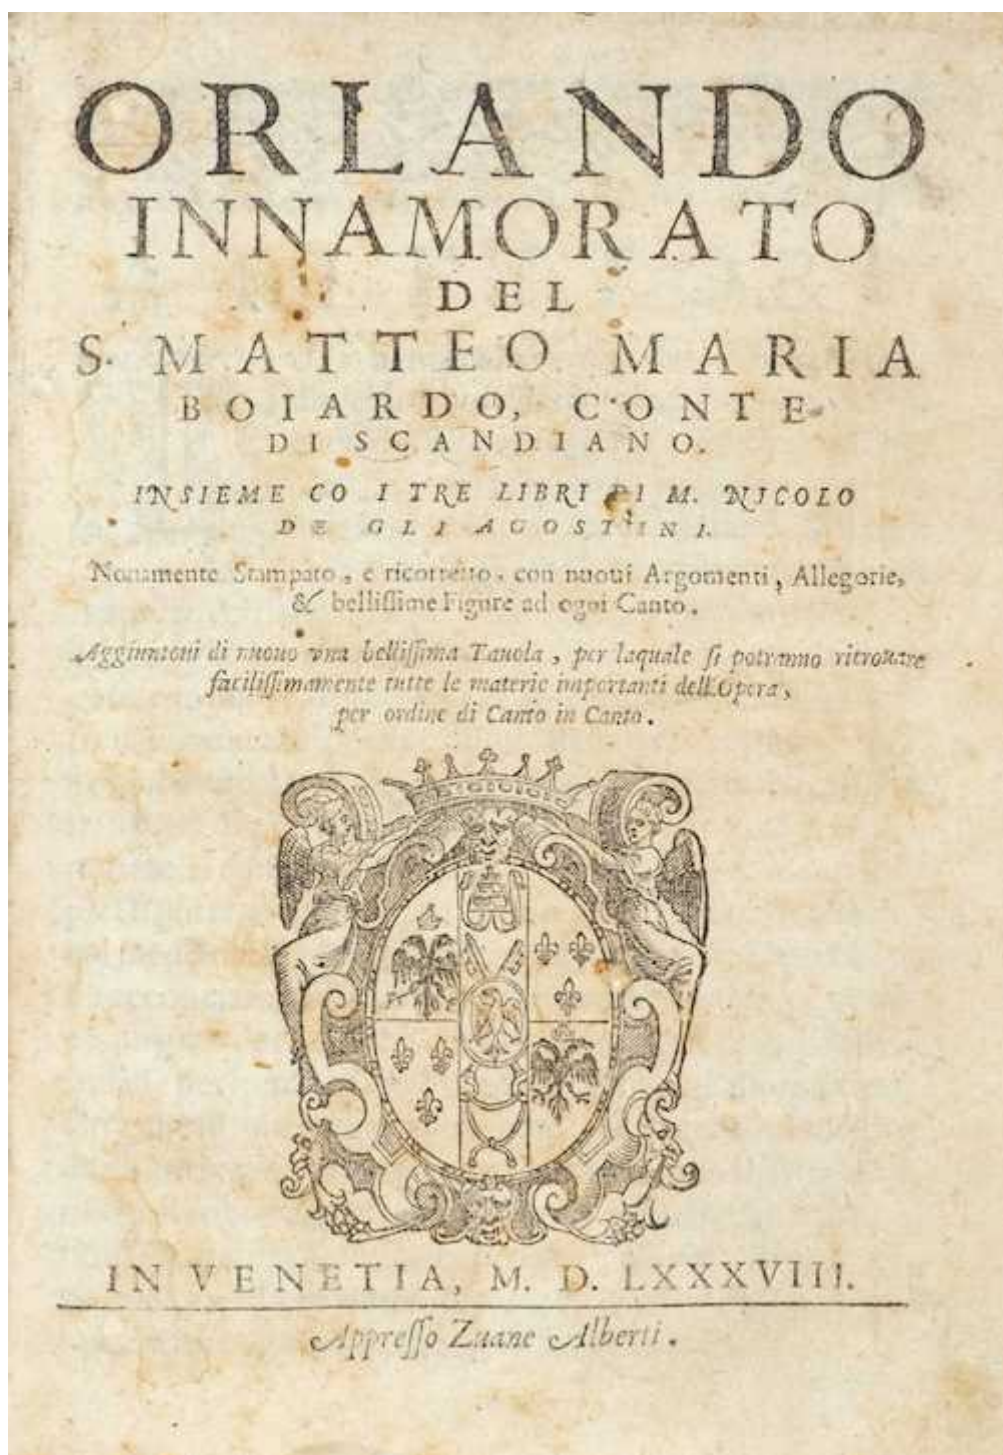 ORLANDO
INNAMORATO
DEL
S. MATTEO MARIA
BOIARDO, CONTE
DI SCANDIANO.
INSIEME CO I TRE LIBRI DI M. NICOLO
DE GLI AGOSTINI.
Nouamente Stampato, e ricorretto, con nuoui Argomenti, Allegorie,
& bellissime Figure ad ogni Canto.
Aggiuntoui di nuouo vna bellissima Tauola, per laquale si potranno ritrouare
facilissimamente tutte le materie importanti dell'Opera,
per ordine di Canto in Canto.
IN VENETIA, M. D. LXXXVIII.
Appresso Zuane Alberti.